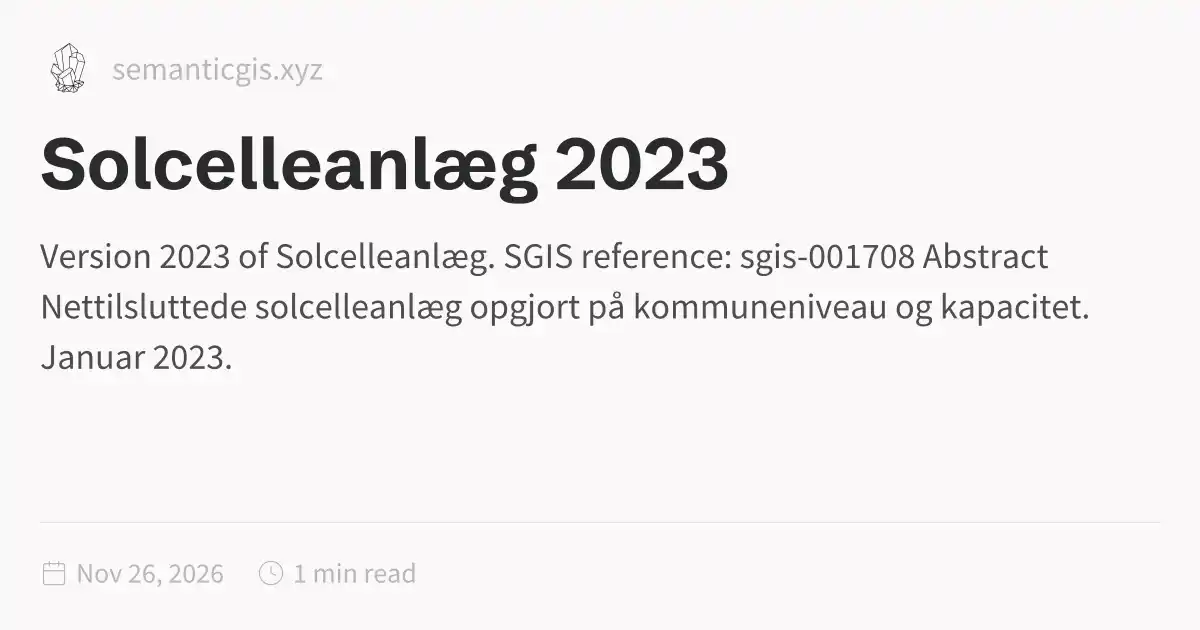 semanticgis.xyz
Solcelleanlæg 2023
Version 2023 of Solcelleanlæg. SGIS reference: sgis-001708 Abstract
Nettilsluttede solcelleanlæg opgjort på kommuneniveau og kapacitet.
Januar 2023.
Nov 26, 2026 1 min read